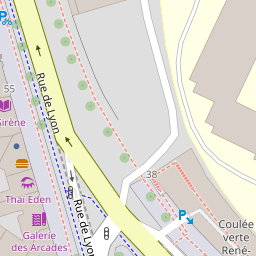 P
55
Rue de Lyon
Sirène
Thaï Eden
Galerie
des Arcades
Rue de Lyon
38
P
Coulée
verte
René-